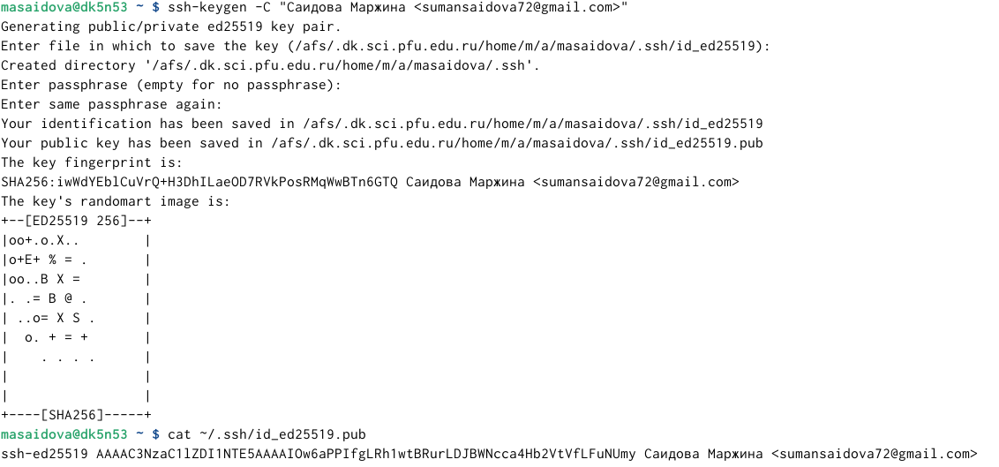 masaidova@dk5n53 ~ $ ssh-keygen -C "Саидова Маржина <sumansaidova72@gmail.com>"
Generating public/private ed25519 key pair.
Enter file in which to save the key (/afs/.dk.sci.pfu.edu.ru/home/m/a/masaidova/.ssh/id_ed25519):
Created directory '/afs/.dk.sci.pfu.edu.ru/home/m/a/masaidova/.ssh'.
Enter passphrase (empty for no passphrase):
Enter same passphrase again:
Your identification has been saved in /afs/.dk.sci.pfu.edu.ru/home/m/a/masaidova/.ssh/id_ed25519
Your public key has been saved in /afs/.dk.sci.pfu.edu.ru/home/m/a/masaidova/.ssh/id_ed25519.pub
The key fingerprint is:
SHA256:iwWdYEblCuVrQ+H3DhILaeOD7RVkPosRMqWwBTn6GTQ Саидова Маржина <sumansaidova72@gmail.com>
The key's randomart image is:
+--[ED25519 256]--+
|oo+.o.X..        |
|o+E+ % = .       |
|oo..B X =        |
|. .= B @ .       |
| ..o= X S .      |
|  o. + = +       |
|    . . . .      |
|                 |
|                 |
+----[SHA256]-----+
masaidova@dk5n53 ~ $ cat ~/.ssh/id_ed25519.pub
ssh-ed25519 AAAAC3NzaC1lZDI1NTE5AAAAIOw6aPPIfgLRh1wtBRurLDJBWNcca4Hb2VtVfLFuNUmy Саидова Маржина <sumansaidova72@gmail.com>